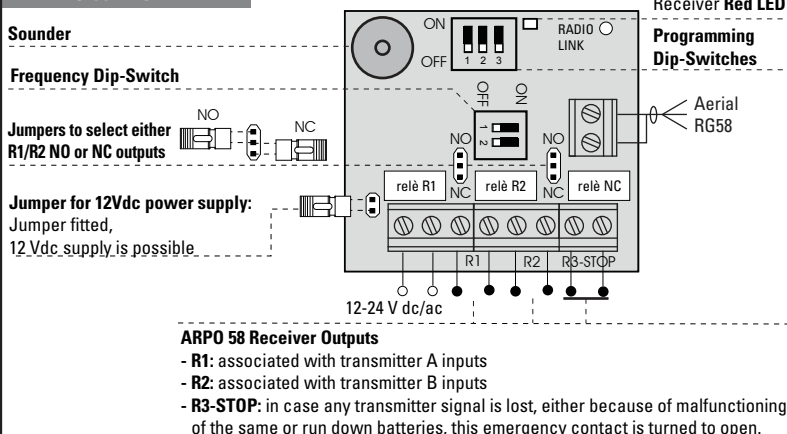 Receiver Red LED
Sounder
ON
OFF
1 2 3
RADIO
LINK
Programming
Dip-Switches
Frequency Dip-Switch
OFF
ON
1
2
Aerial
RG58
Jumpers to select either
R1/R2 NO or NC outputs
NO
NC
NO
NC
NO
NC
relè R1
relè R2
relè NC
Jumper for 12Vdc power supply:
Jumper fitted,
12 Vdc supply is possible
R1
R2
R3-STOP
12-24 V dc/ac
ARPO 58 Receiver Outputs
- R1: associated with transmitter A inputs
- R2: associated with transmitter B inputs
- R3-STOP: in case any transmitter signal is lost, either because of malfunctioning
of the same or run down batteries, this emergency contact is turned to open.